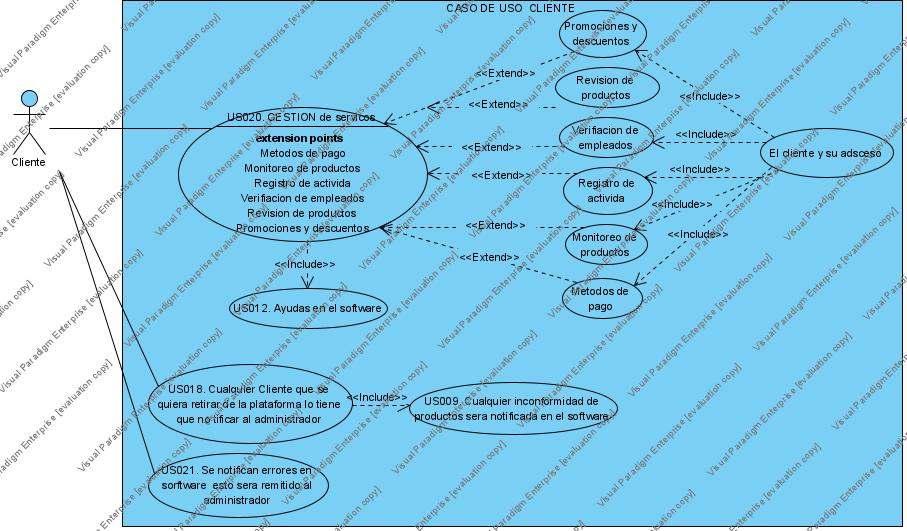 CASO DE USO CLIENTE
Promociones y
descuentos
<<Extend>>
Revision de
productos
<<Include>>
<<Extend>>
US020. GESTION de servicos
extension points
Metodos de pago
Monitoreo de productos
Registro de activida
Verifiacion de empleados
Revision de productos
Promociones y descuentos
Verifiacion de
empleados
<<Include>>
<<Extend>>
El cliente y su adsceso
Cliente
<<Extend>>
Registro de
activida
<<Include>>
<<Include>>
<<Extend>>
Monitoreo de
productos
<<Include>>
<<Extend>>
<<Include>>
Metodos de
pago
US012. Ayudas en el software
US018. Cualquier Cliente que se
quiera retirar de la plataforma lo tiene
que notificar al administrador
<<Include>>
US009. Cualquier inconformidad de
productos sera notificada en el software
US021. Se notifican errores en
sorftware esto sera remitido al
administrador
Visual Paradigm Enterprise [evaluation copy]